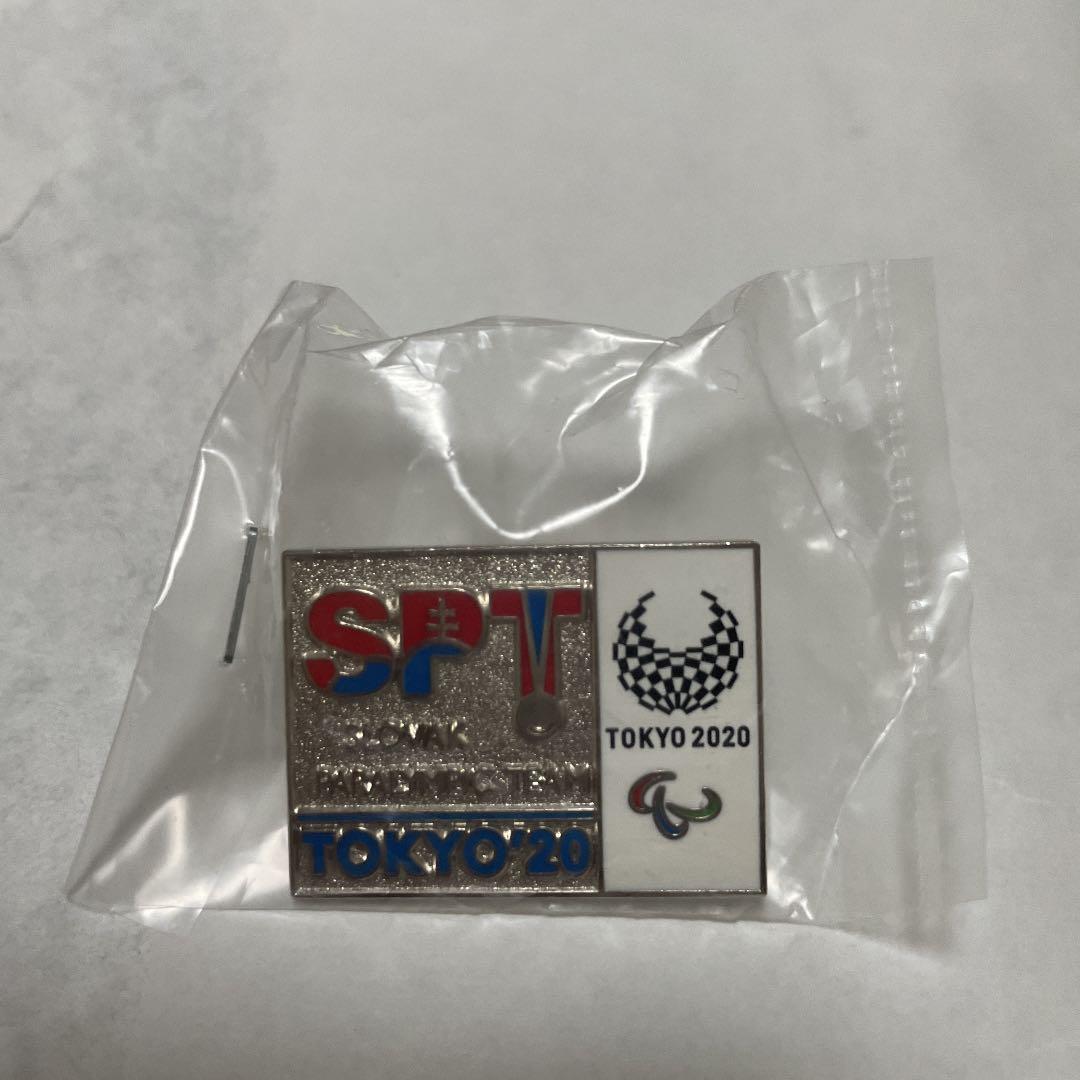 SPT
SLOVAK
PARALYMPIC TEAM
TOKYO'20
TOKYO 2020